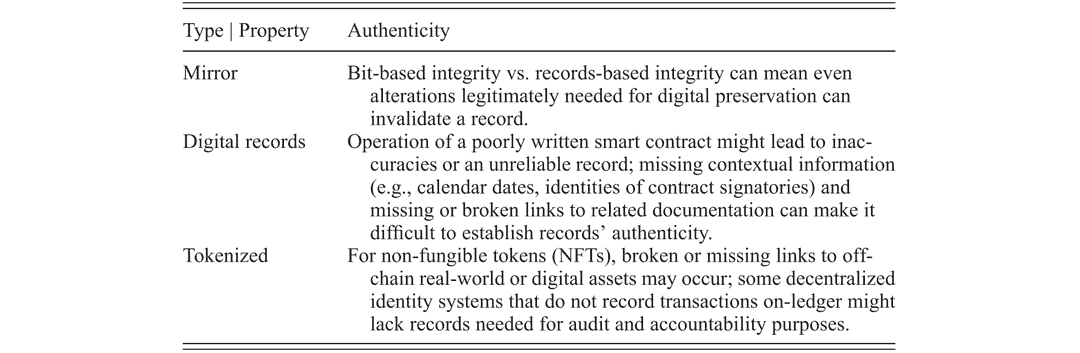 Type | Property Authenticity
Mirror Bit-based integrity vs. records-based integrity can mean even
alterations legitimately needed for digital preservation can
invalidate a record.
Digital records Operation of a poorly written smart contract might lead to inac-
curacies or an unreliable record; missing contextual information
(e.g., calendar dates, identities of contract signatories) and
missing or broken links to related documentation can make it
difficult to establish records’ authenticity.
Tokenized For non-fungible tokens (NFTs), broken or missing links to off-
chain real-world or digital assets may occur; some decentralized
identity systems that do not record transactions on-ledger might
lack records needed for audit and accountability purposes.